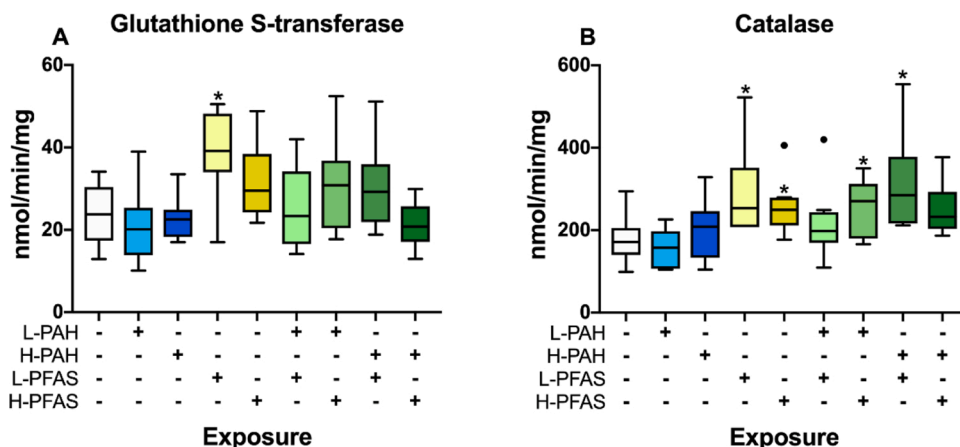 A Glutathione S-transferase
nmol/min/mg
60
40
20
0
*
L-PAH - + - - - + + - -
H-PAH - - + - - - - + +
L-PFAS - - - + - + - + -
H-PFAS - - - - + - + - +
Exposure
B Catalase
nmol/min/mg
600
400
200
0
* * * *
L-PAH - + - - - + + - -
H-PAH - - + - - - - + +
L-PFAS - - - + - + - + -
H-PFAS - - - - + - + - +
Exposure